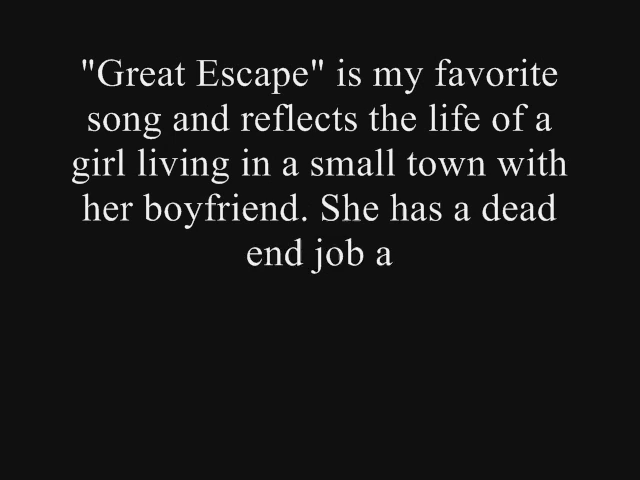 "Great Escape" is my favorite
song and reflects the life of a
girl living in a small town with
her boyfriend. She has a dead
end job a